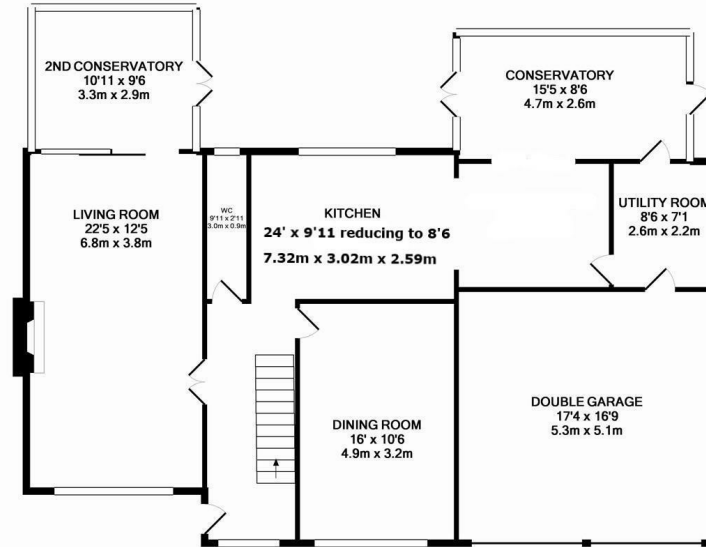 2ND CONSERVATORY
10'11 x 9'6
3.3m x 2.9m
CONSERVATORY
15'5 x 8'6
4.7m x 2.6m
LIVING ROOM
22'5 x 12'5
6.8m x 3.8m
WC
9'11 x 2'11
3.0m x 0.9m
KITCHEN
24' x 9'11 reducing to 8'6
7.32m x 3.02m x 2.59m
UTILITY ROOM
8'6 x 7'1
2.6m x 2.2m
DINING ROOM
16' x 10'6
4.9m x 3.2m
DOUBLE GARAGE
17'4 x 16'9
5.3m x 5.1m